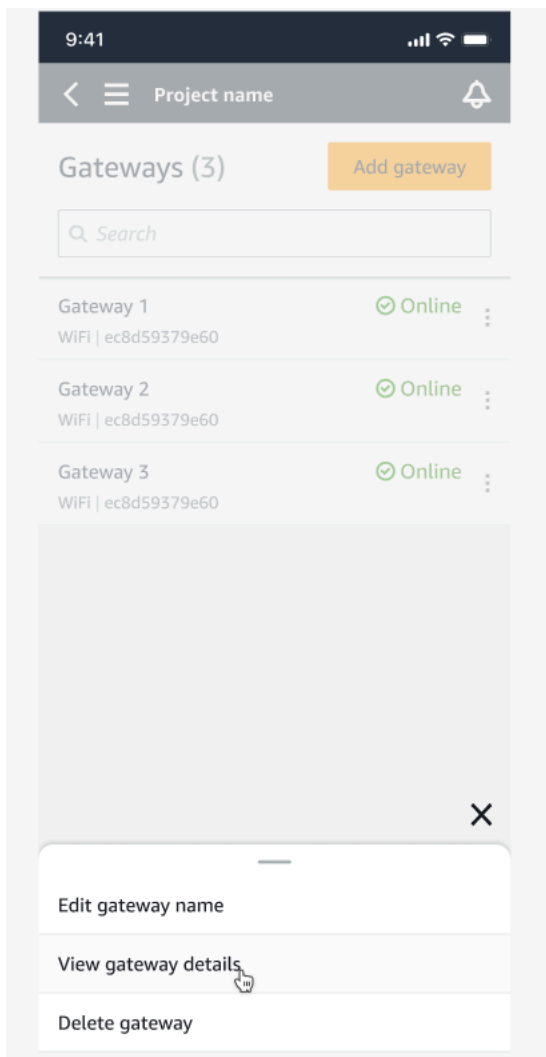 9:41
Project name
Gateways (3)
Add gateway
Search
Gateway 1
Online
WiFi | ec8d59379e60
Gateway 2
Online
WiFi | ec8d59379e60
Gateway 3
Online
WiFi | ec8d59379e60
Edit gateway name
View gateway details
Delete gateway